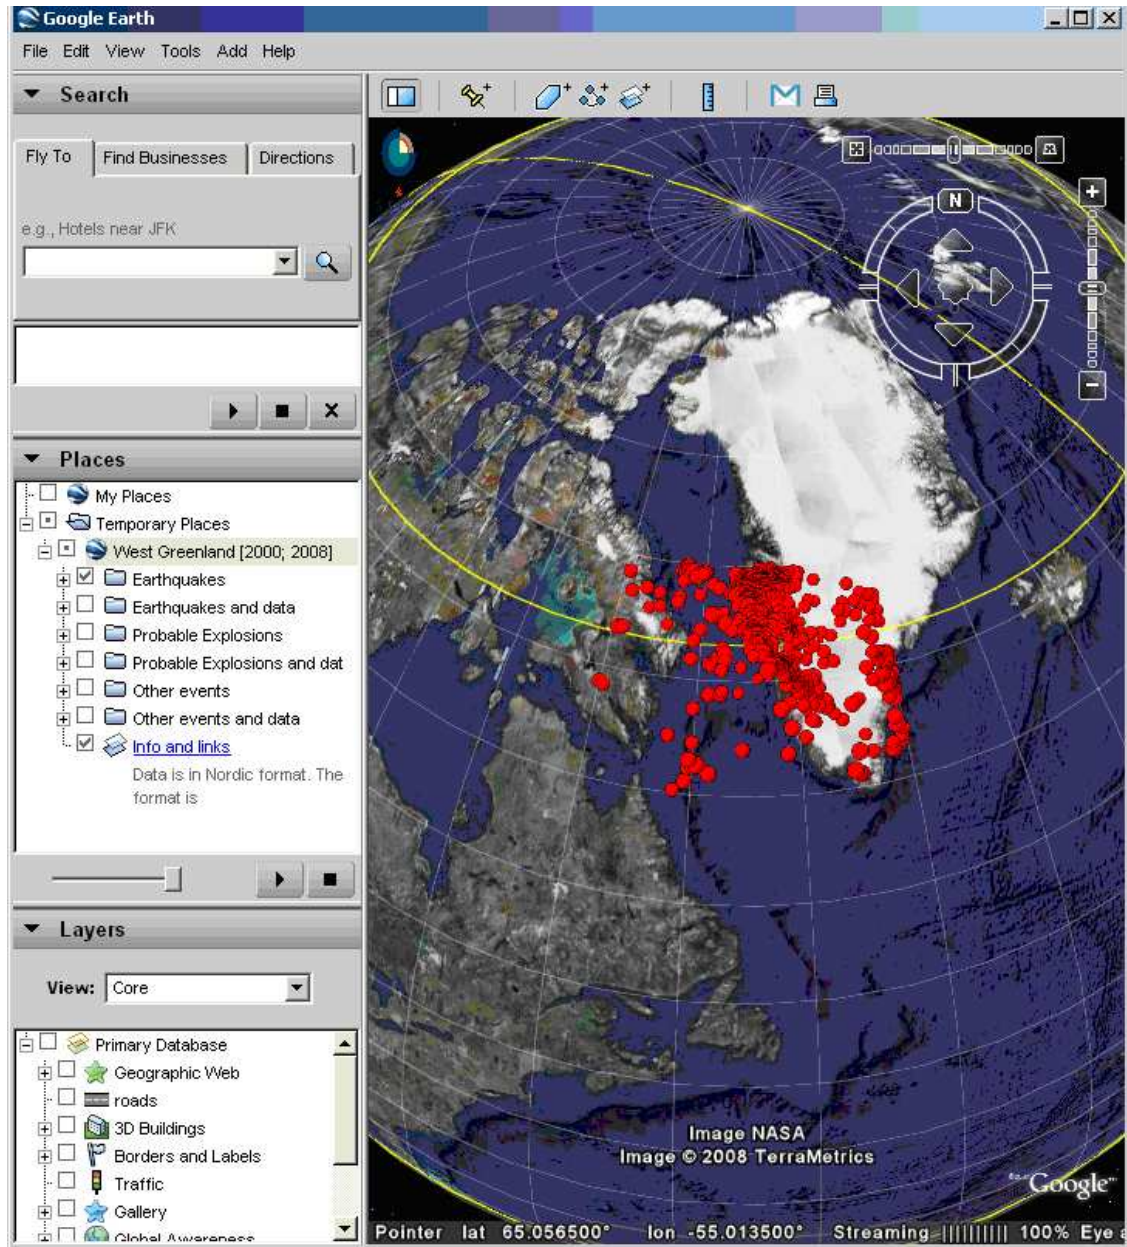 Google Earth
File Edit View Tools Add Help
Search
Fly To Find Businesses Directions
e.g., Hotels near JFK
N
Places
My Places
Temporary Places
West Greenland [2000; 2008]
Earthquakes
Earthquakes and data
Probable Explosions
Probable Explosions and dat
Other events
Other events and data
Info and links
Data is in Nordic format. The
format is
Layers
View: Core
Primary Database
Geographic Web
roads
3D Buildings
Borders and Labels
Traffic
Gallery
Global Awareness
Image NASA
Image © 2008 TerraMetrics
Google™
Pointer lat 65.056500° lon -55.013500° Streaming |||||||||| 100% Eye